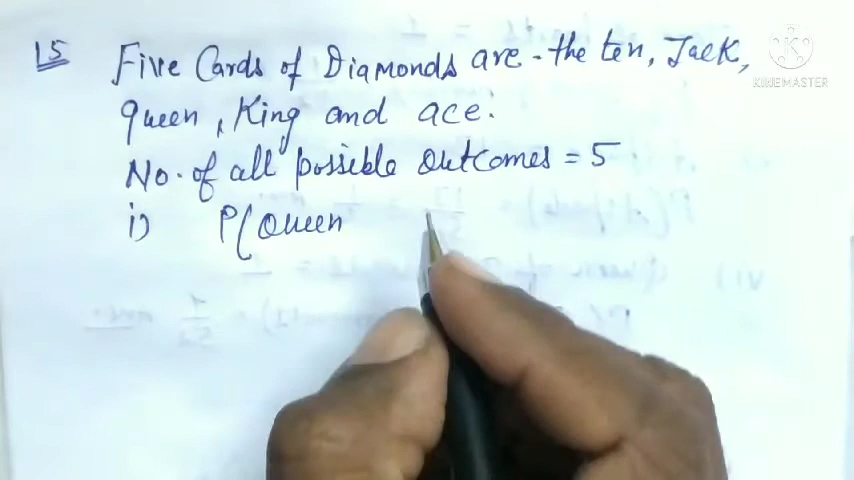 15 Five Cards of Diamonds are - the ten, Jack,
queen, King and ace.
No. of all possible outcomes = 5
i) P(Queen
KINEMASTER